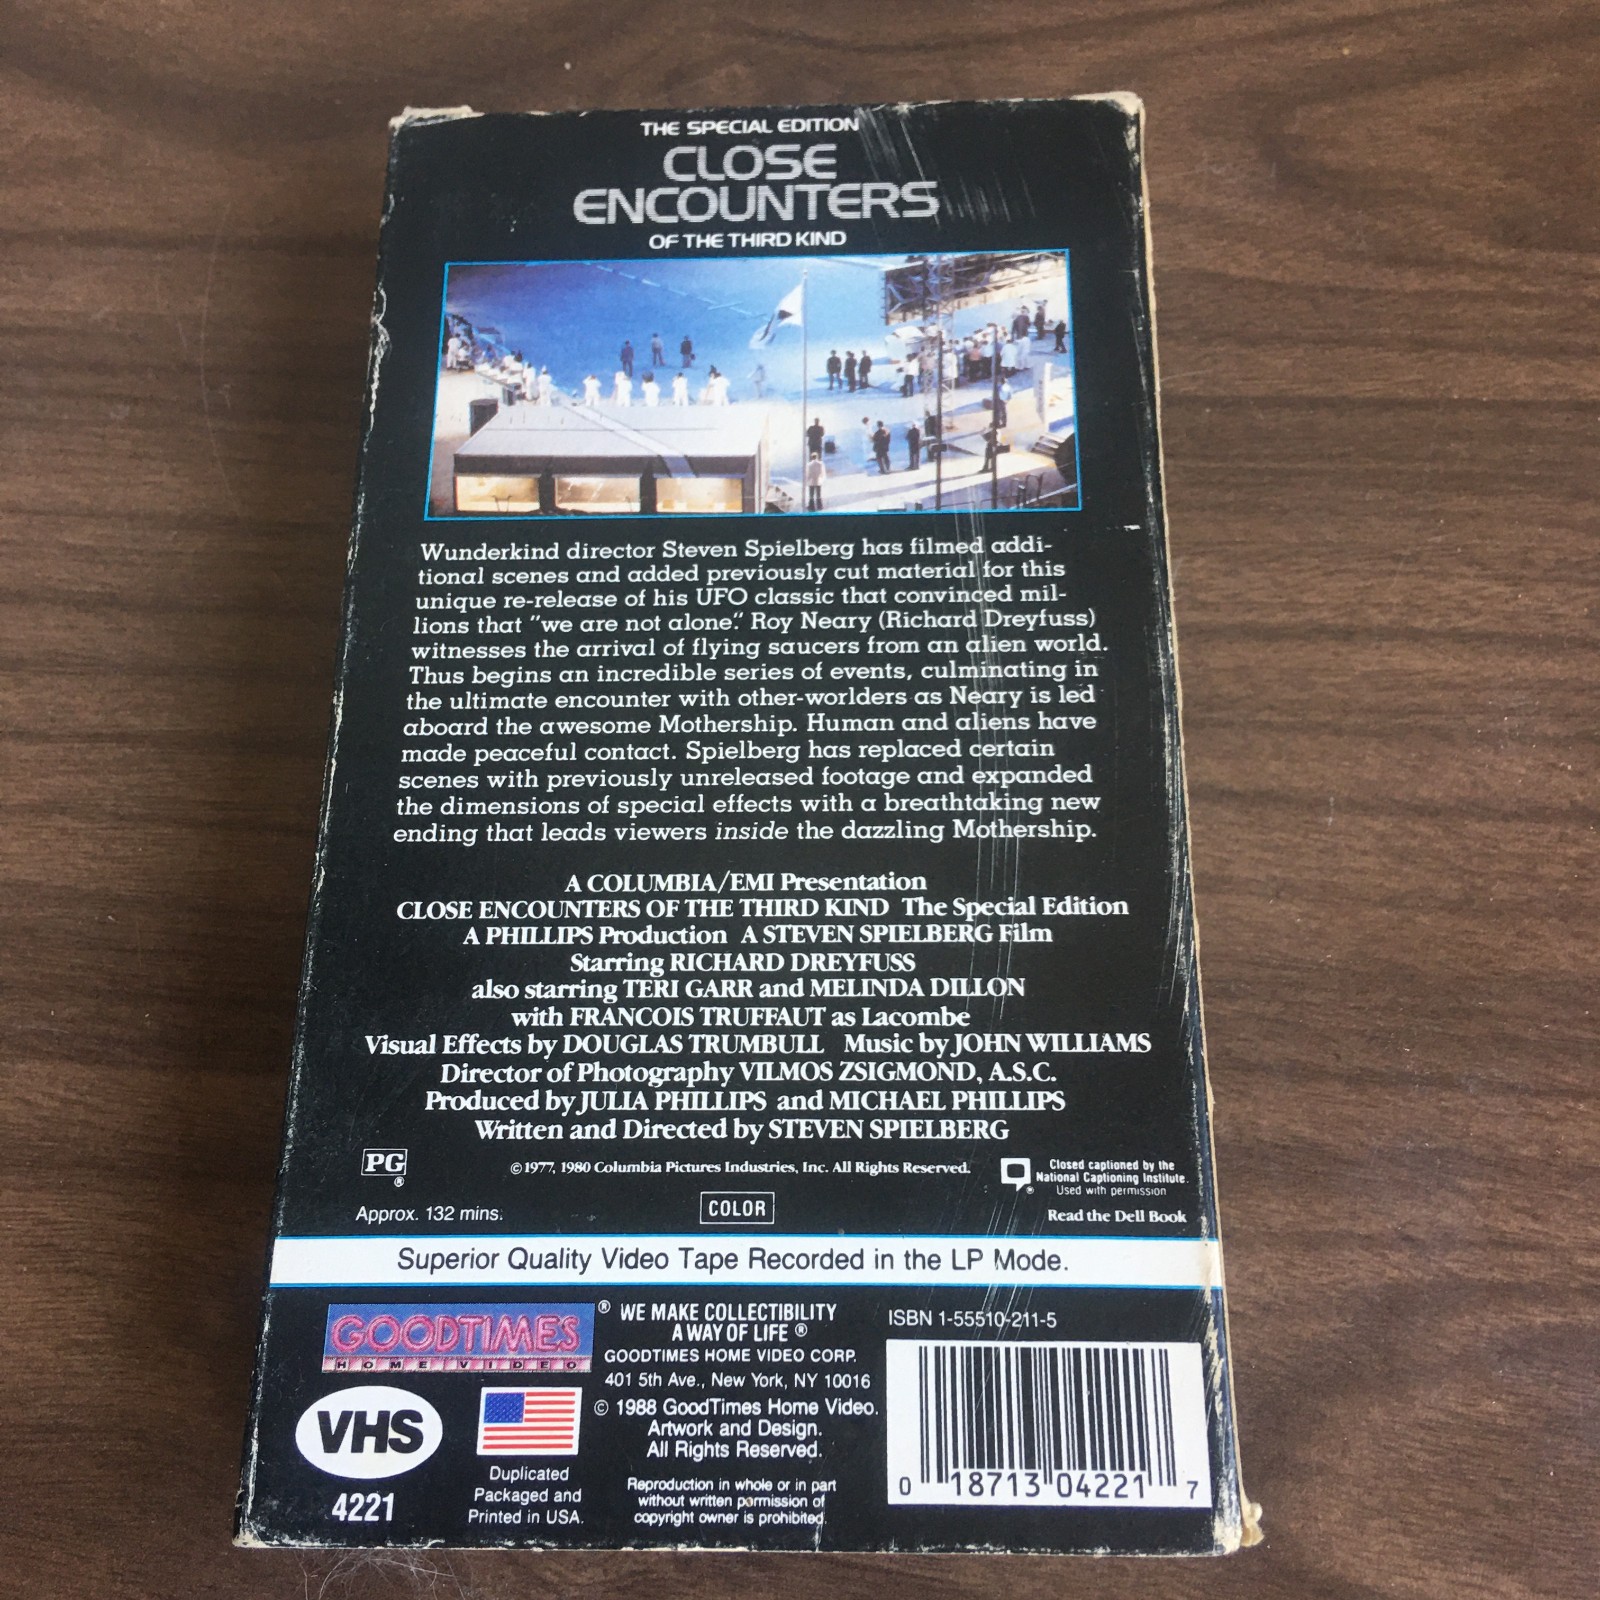 THE SPECIAL EDITION
CLOSE
ENCOUNTERS
OF THE THIRD KIND
Wunderkind director Steven Spielberg has filmed addi-
tional scenes and added previously cut material for this
unique re-release of his UFO classic that convinced mil-
lions that "we are not alone." Roy Neary (Richard Dreyfuss)
witnesses the arrival of flying saucers from an alien world.
Thus begins an incredible series of events, culminating in
the ultimate encounter with other-worlders as Neary is led
aboard the awesome Mothership. Human and aliens have
made peaceful contact. Spielberg has replaced certain
scenes with previously unreleased footage and expanded
the dimensions of special effects with a breathtaking new
ending that leads viewers inside the dazzling Mothership.
A COLUMBIA/EMI Presentation
CLOSE ENCOUNTERS OF THE THIRD KIND The Special Edition
A PHILLIPS Production A STEVEN SPIELBERG Film
Starring RICHARD DREYFUSS
also starring TERI GARR and MELINDA DILLON
with FRANCOIS TRUFFAUT as Lacombe
Visual Effects by DOUGLAS TRUMBULL Music by JOHN WILLIAMS
Director of Photography VILMOS ZSIGMOND, A.S.C.
Produced by JULIA PHILLIPS and MICHAEL PHILLIPS
Written and Directed by STEVEN SPIELBERG
PG ®
©1977, 1980 Columbia Pictures Industries, Inc. All Rights Reserved.
® Closed captioned by the
National Captioning Institute.
Used with permission
Approx. 132 mins.
COLOR
Read the Dell Book
Superior Quality Video Tape Recorded in the LP Mode.
GOODTIMES ®
HOME VIDEO
WE MAKE COLLECTIBILITY
A WAY OF LIFE ®
GOODTIMES HOME VIDEO CORP.
401 5th Ave., New York, NY 10016
© 1988 GoodTimes Home Video.
Artwork and Design.
All Rights Reserved.
Reproduction in whole or in part
without written permission of
copyright owner is prohibited.
VHS
4221
Duplicated
Packaged and
Printed in USA.
ISBN 1-55510-211-5
0 18713 04221 7